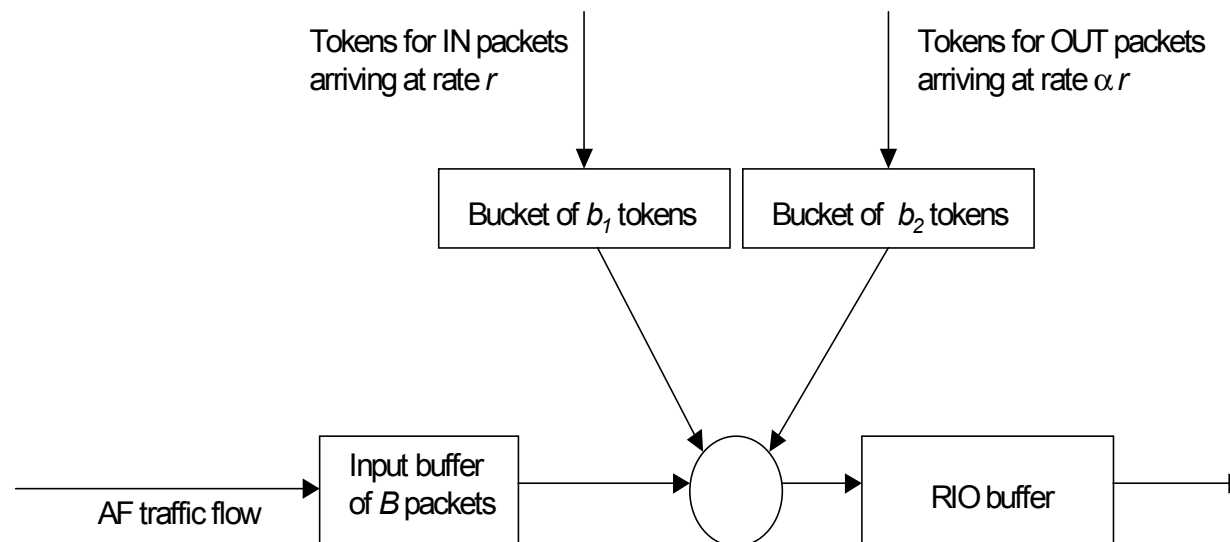 Tokens for IN packets
arriving at rate r
Tokens for OUT packets
arriving at rate α r
Bucket of b₁ tokens
Bucket of b₂ tokens
Input buffer
of B packets
RIO buffer
AF traffic flow